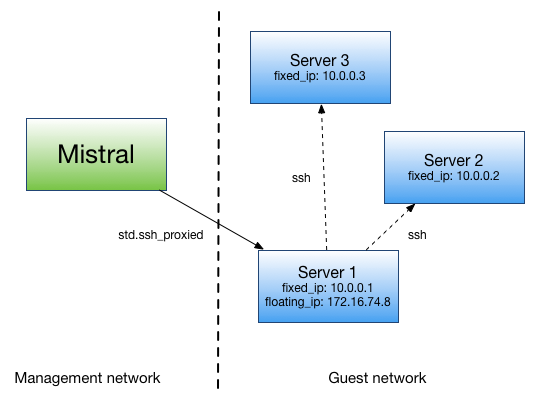 Server 3
fixed_ip: 10.0.0.3
Mistral
Server 2
fixed_ip: 10.0.0.2
ssh
std.ssh_proxied
ssh
Server 1
fixed_ip: 10.0.0.1
floating_ip: 172.16.74.8
Management network
Guest network